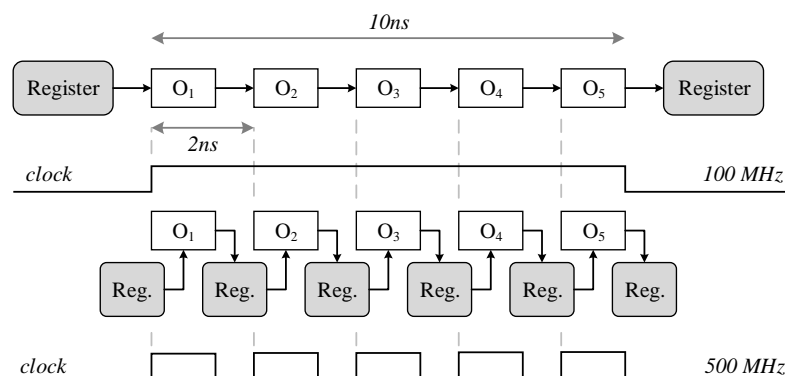 10ns
Register O₁ O₂ O₃ O₄ O₅ Register
2ns
clock 100 MHz
O₁ O₂ O₃ O₄ O₅
Reg. Reg. Reg. Reg. Reg. Reg.
clock 500 MHz